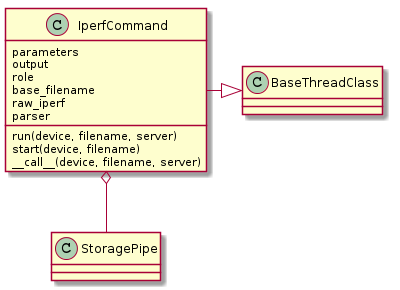 C IperfCommand
parameters
output
role
base_filename
raw_iperf
parser
run(device, filename, server)
start(device, filename)
__call__(device, filename, server)
C BaseThreadClass
C StoragePipe